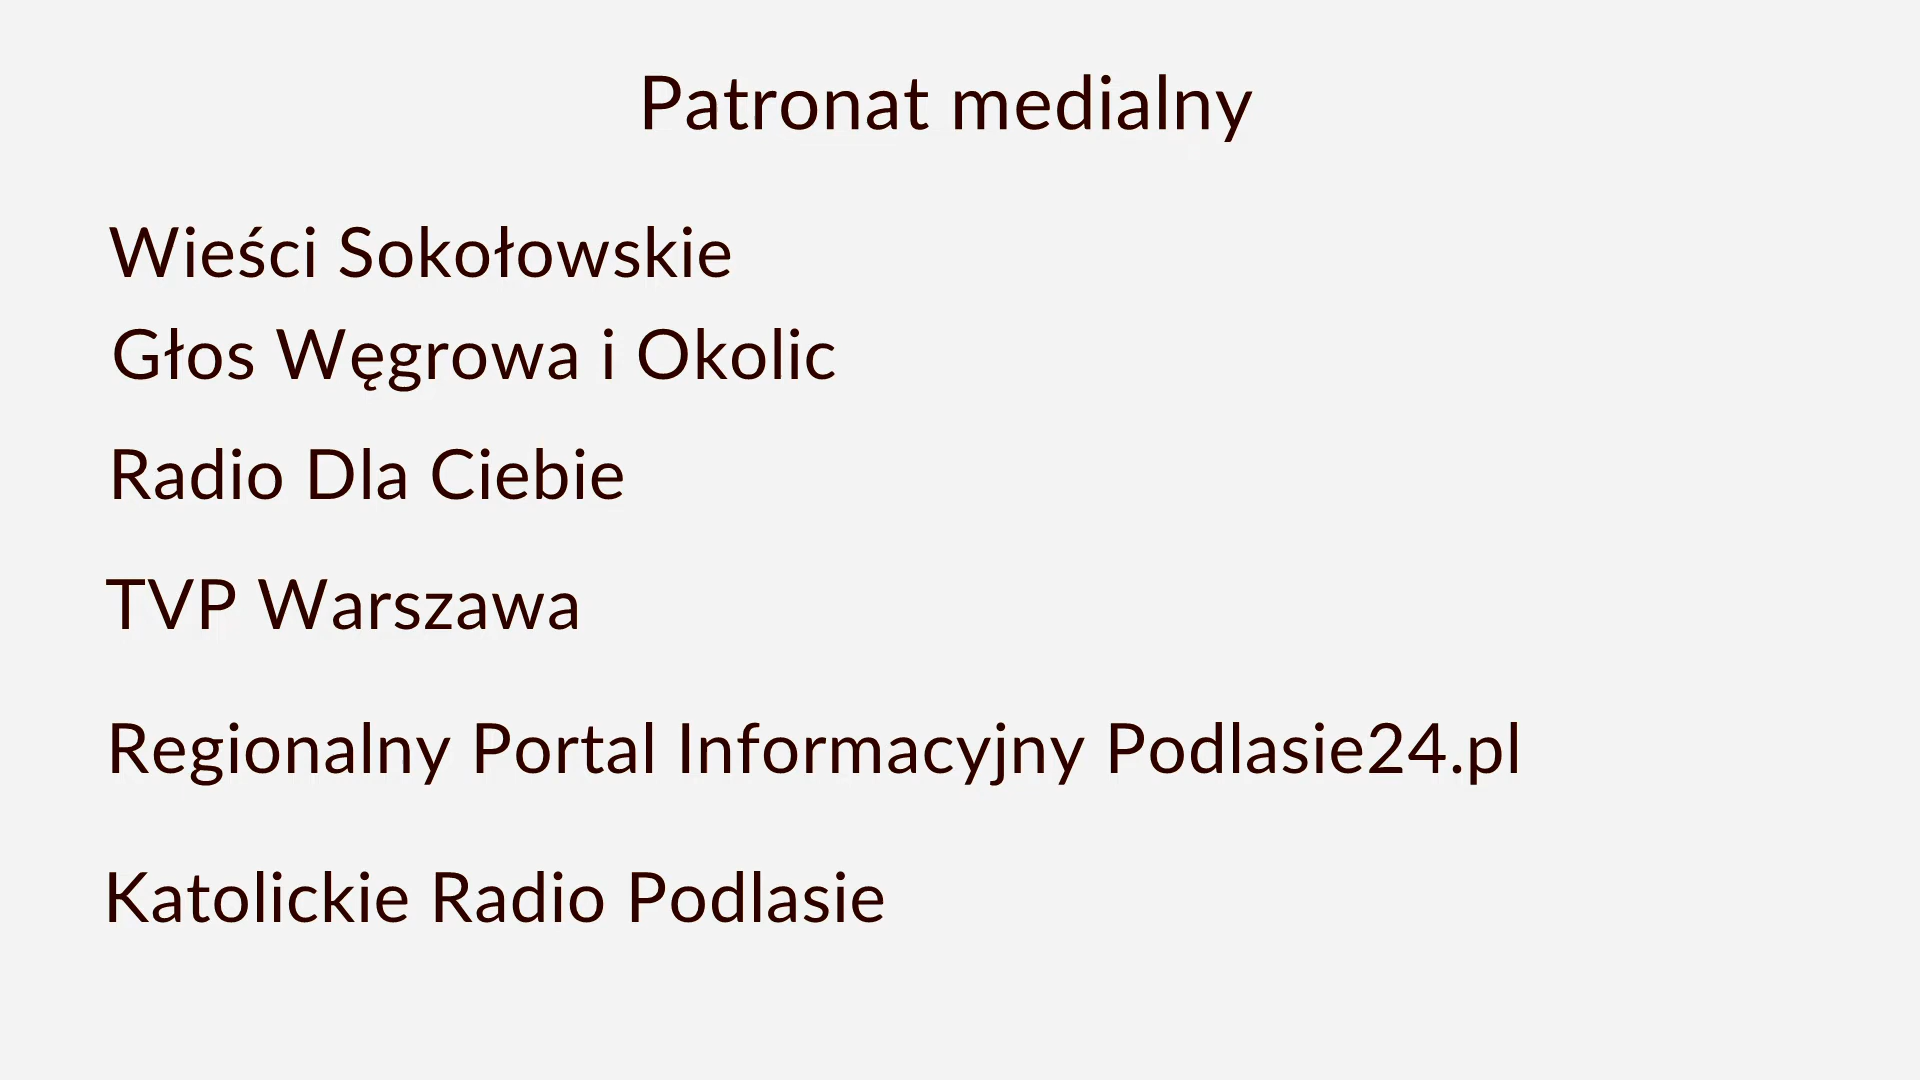 Patronat medialny
Wieści Sokołowskie
Głos Węgrowa i Okolic
Radio Dla Ciebie
TVP Warszawa
Regionalny Portal Informacyjny Podlasie24.pl
Katolickie Radio Podlasie